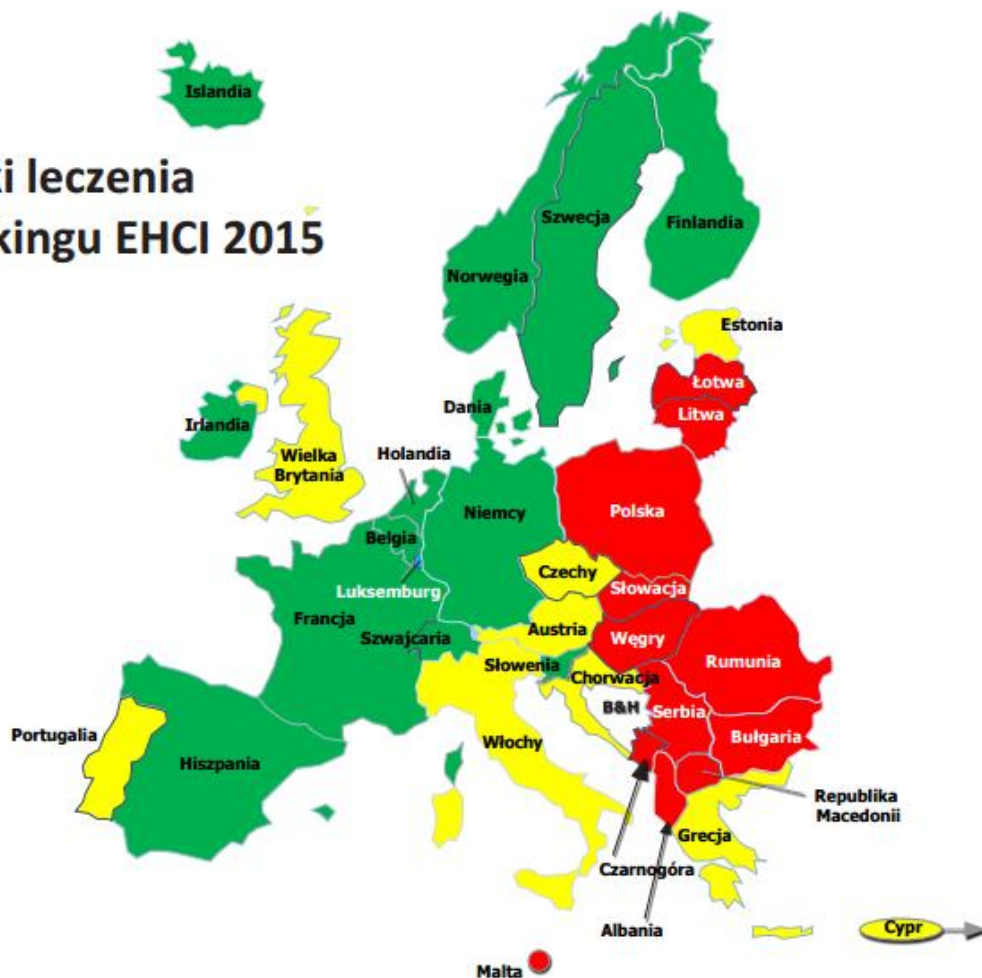 Islandia
ki leczenia
kingu EHCI 2015
Szwecja
Finlandia
Norwegia
Estonia
Łotwa
Litwa
Dania
Irlandia
Holandia
Wielka
Brytania
Niemcy
Polska
Belgia
Czechy
Słowacja
Luksemburg
Francja
Szwajcaria
Austria
Węgry
Rumunia
Słowenia
Chorwacja
B&H
Serbia
Bułgaria
Portugalia
Hiszpania
Włochy
Republika
Macedonii
Grecja
Czarnogóra
Albania
Cypr
Malta